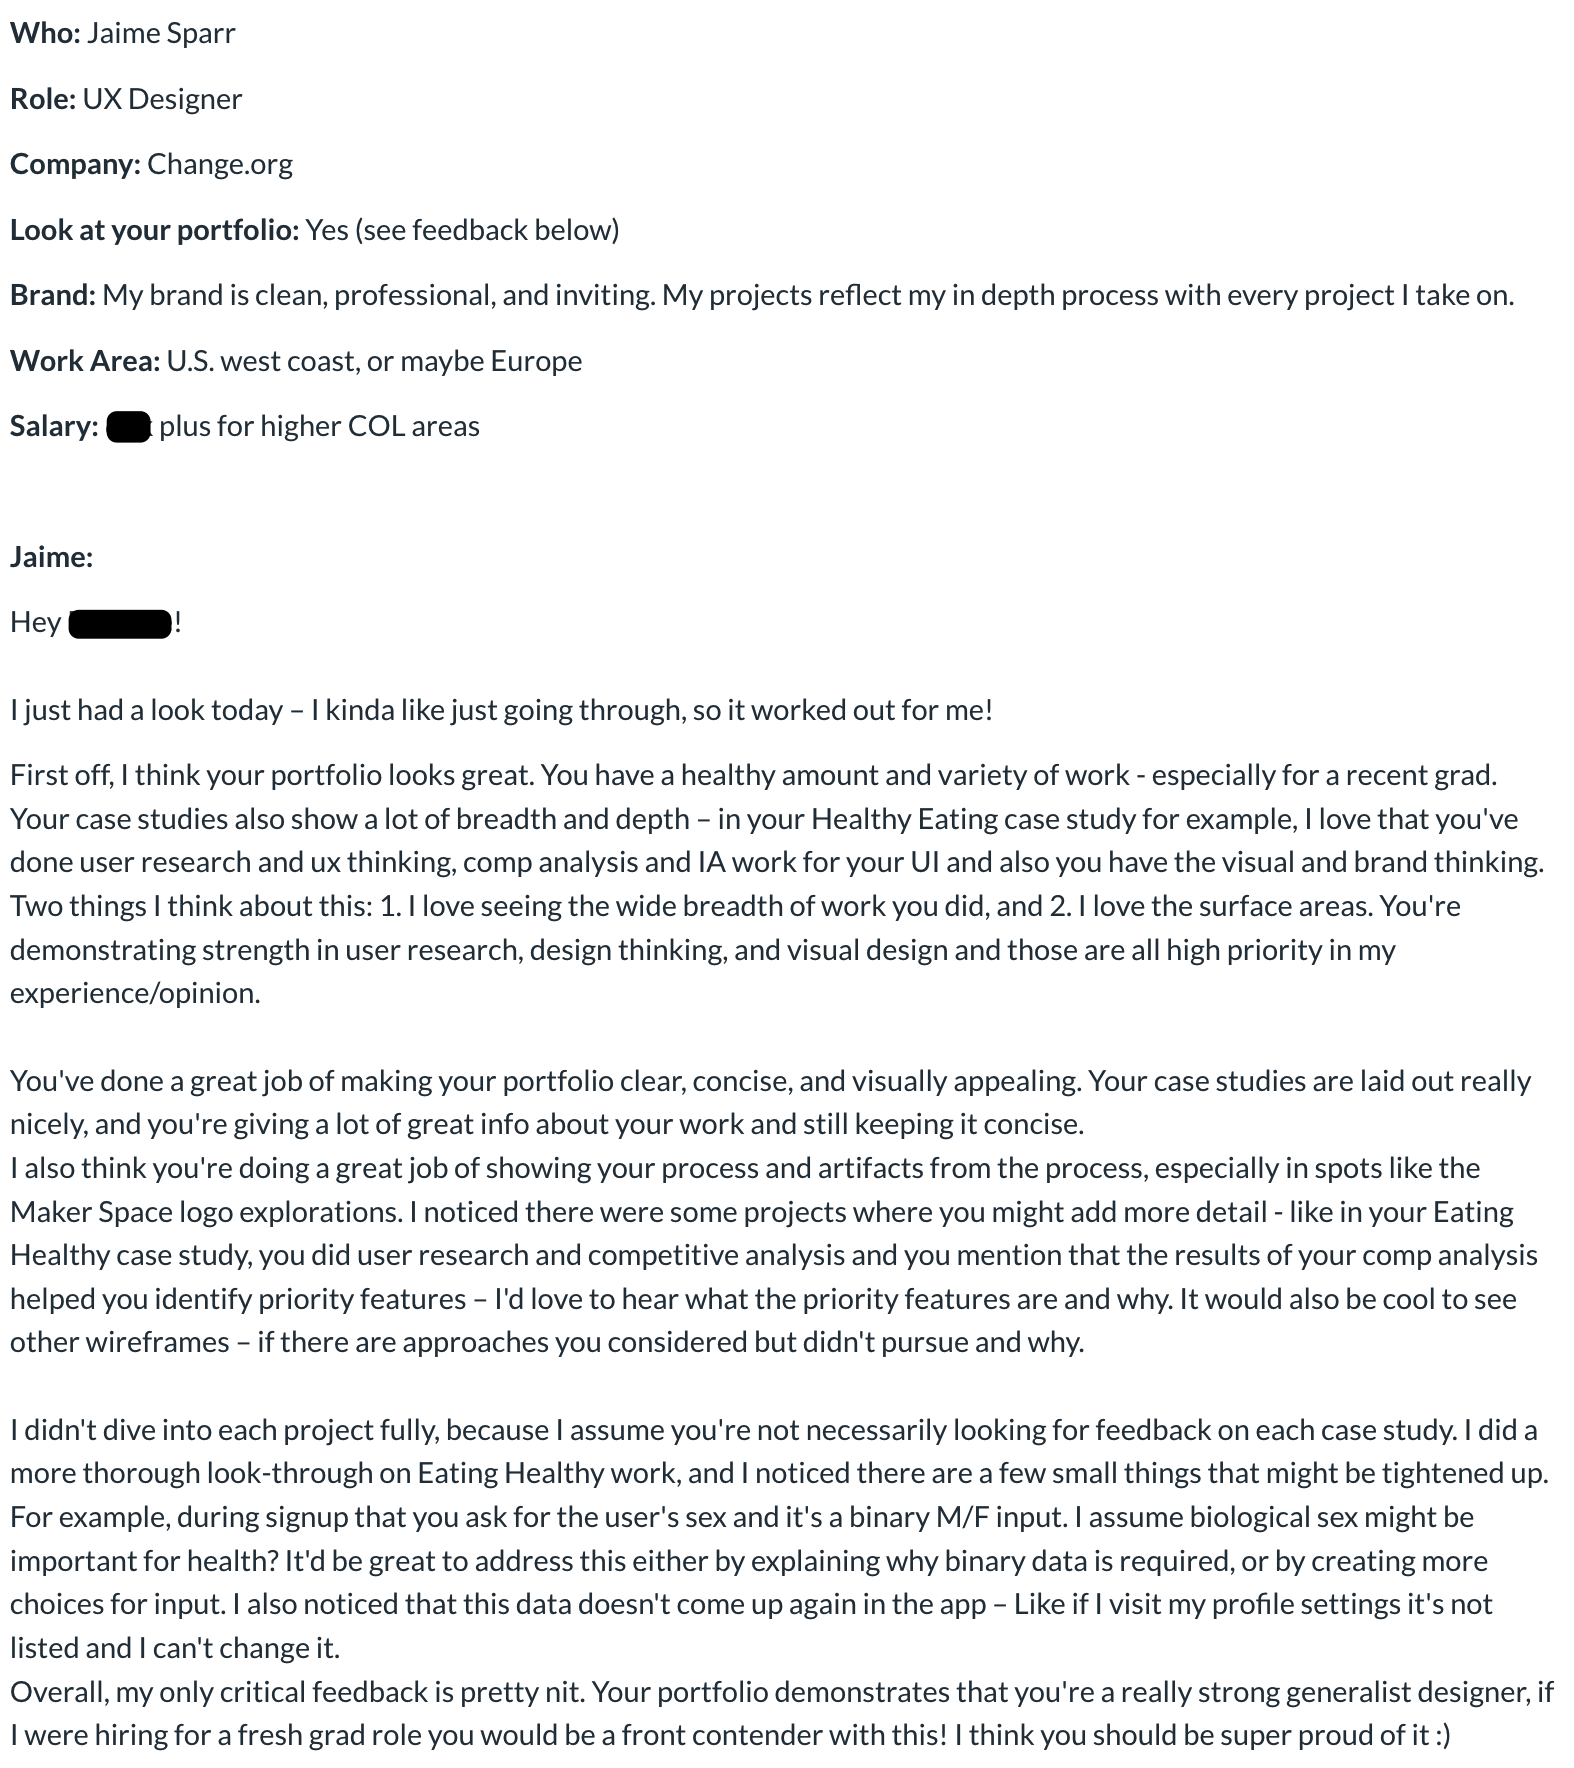 Who: Jaime Sparr
Role: UX Designer
Company: Change.org
Look at your portfolio: Yes (see feedback below)
Brand: My brand is clean, professional, and inviting. My projects reflect my in depth process with every project I take on.
Work Area: U.S. west coast, or maybe Europe
Salary: plus for higher COL areas
Jaime:
Hey !
I just had a look today – I kinda like just going through, so it worked out for me!
First off, I think your portfolio looks great. You have a healthy amount and variety of work - especially for a recent grad.
Your case studies also show a lot of breadth and depth – in your Healthy Eating case study for example, I love that you've
done user research and ux thinking, comp analysis and IA work for your UI and also you have the visual and brand thinking.
Two things I think about this: 1. I love seeing the wide breadth of work you did, and 2. I love the surface areas. You're
demonstrating strength in user research, design thinking, and visual design and those are all high priority in my
experience/opinion.
You've done a great job of making your portfolio clear, concise, and visually appealing. Your case studies are laid out really
nicely, and you're giving a lot of great info about your work and still keeping it concise.
I also think you're doing a great job of showing your process and artifacts from the process, especially in spots like the
Maker Space logo explorations. I noticed there were some projects where you might add more detail - like in your Eating
Healthy case study, you did user research and competitive analysis and you mention that the results of your comp analysis
helped you identify priority features – I'd love to hear what the priority features are and why. It would also be cool to see
other wireframes – if there are approaches you considered but didn't pursue and why.
I didn't dive into each project fully, because I assume you're not necessarily looking for feedback on each case study. I did a
more thorough look-through on Eating Healthy work, and I noticed there are a few small things that might be tightened up.
For example, during signup that you ask for the user's sex and it's a binary M/F input. I assume biological sex might be
important for health? It'd be great to address this either by explaining why binary data is required, or by creating more
choices for input. I also noticed that this data doesn't come up again in the app – Like if I visit my profile settings it's not
listed and I can't change it.
Overall, my only critical feedback is pretty nit. Your portfolio demonstrates that you're a really strong generalist designer, if
I were hiring for a fresh grad role you would be a front contender with this! I think you should be super proud of it :)